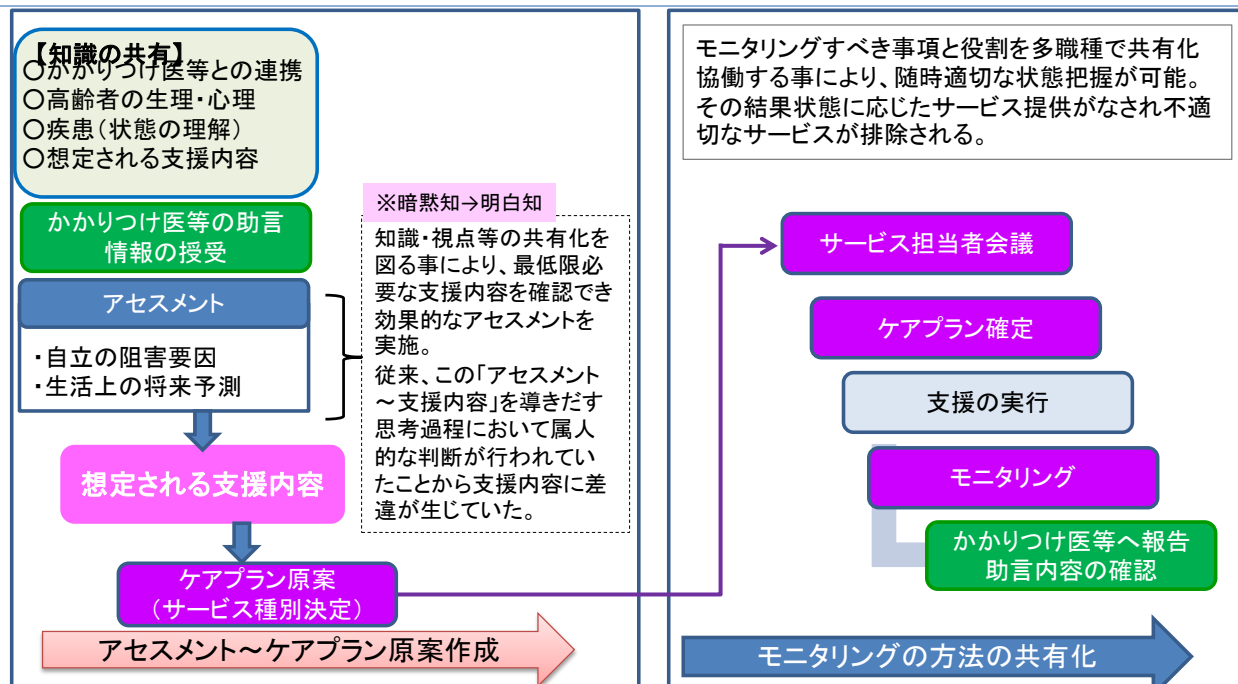 【知識の共有】
〇かかりつけ医等との連携
〇高齢者の生理・心理
〇疾患(状態の理解)
〇想定される支援内容
かかりつけ医等の助言
情報の授受
アセスメント
・自立の阻害要因
・生活上の将来予測
想定される支援内容
ケアプラン原案
(サービス種別決定)
アセスメント~ケアプラン原案作成
※暗黙知→明白知
知識・視点等の共有化を
図る事により、最低限必
要な支援内容を確認でき
効果的なアセスメントを
実施。
従来、この「アセスメント
~支援内容」を導きだす
思考過程において属人
的な判断が行われてい
たことから支援内容に差
違が生じていた。
モニタリングすべき事項と役割を多職種で共有化
協働する事により、随時適切な状態把握が可能。
その結果状態に応じたサービス提供がなされ不適
切なサービスが排除される。
サービス担当者会議
ケアプラン確定
支援の実行
モニタリング
かかりつけ医等へ報告
助言内容の確認
モニタリングの方法の共有化